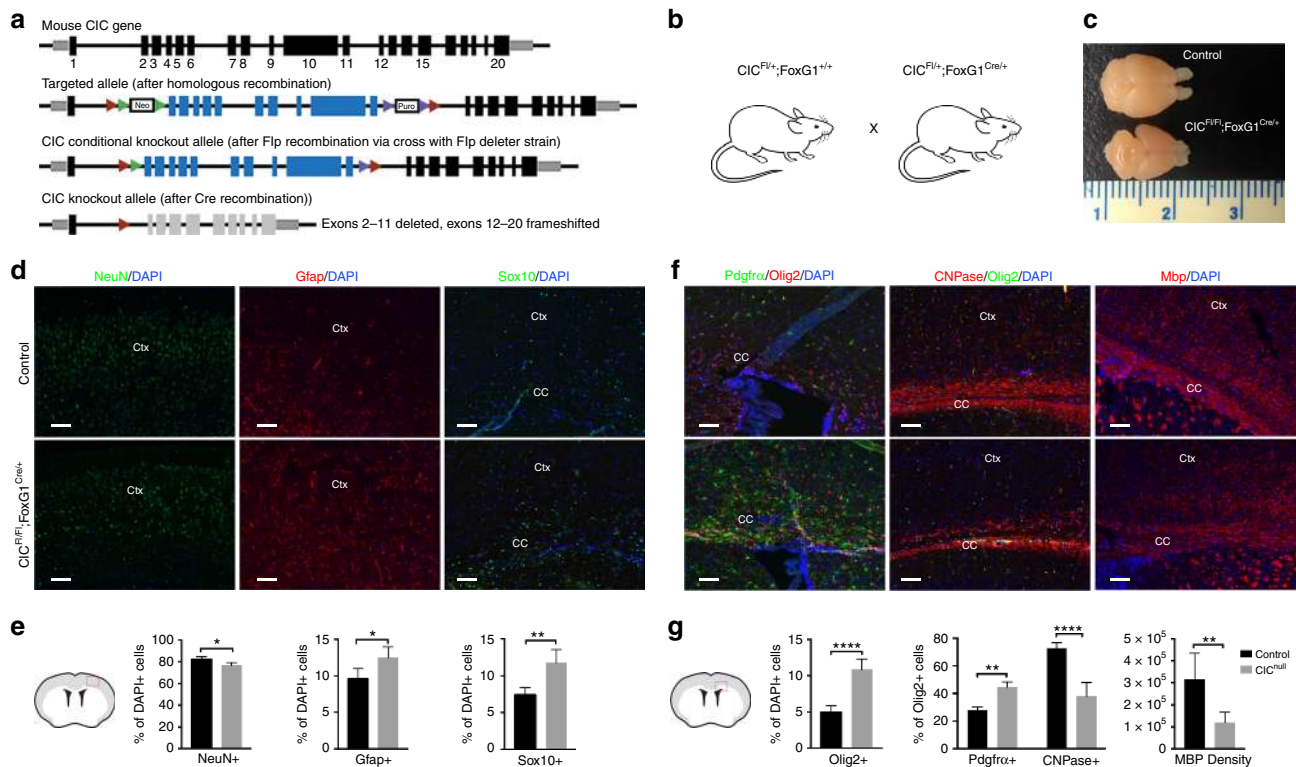 a
Mouse CIC gene
1 2 3 4 5 6 7 8 9 10 11 12 15 20
Targeted allele (after homologous recombination)
Neo Puro
CIC conditional knockout allele (after Flp recombination via cross with Flp deleter strain)
CIC knockout allele (after Cre recombination))
Exons 2–11 deleted, exons 12–20 frameshifted
b
CIC^Fl/+;FoxG1^+/+ CIC^Fl/+;FoxG1^Cre/+
X
c
Control
CIC^Fl/Fl;FoxG1^Cre/+
1 2 3
d
NeuN/DAPI Gfap/DAPI Sox10/DAPI
Control
Ctx Ctx Ctx
CC
CIC^Fl/Fl;FoxG1^Cre/+
Ctx Ctx Ctx
CC
f
Pdgfrα/Olig2/DAPI CNPase/Olig2/DAPI Mbp/DAPI
Ctx Ctx Ctx
CC CC CC
Ctx Ctx Ctx
CC CC CC
e
% of DAPI+ cells
100
80
60
40
20
0
*
NeuN+
% of DAPI+ cells
15
10
5
0
*
Gfap+
% of DAPI+ cells
15
10
5
0
**
Sox10+
g
% of DAPI+ cells
15
10
5
0
****
Olig2+
% of Olig2+ cells
80
60
40
20
0
**
****
Pdgfrα+ CNPase+
5 × 10^5
4 × 10^5
3 × 10^5
2 × 10^5
1 × 10^5
0
**
MBP Density
Control
CIC^null